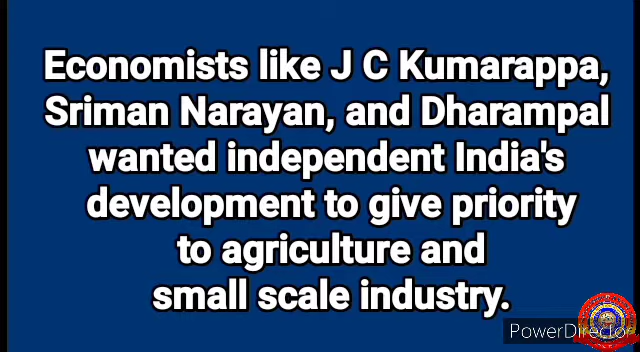 Economists like J C Kumarappa,
Sriman Narayan, and Dharampal
wanted independent India's
development to give priority
to agriculture and
small scale industry.
PowerDirector